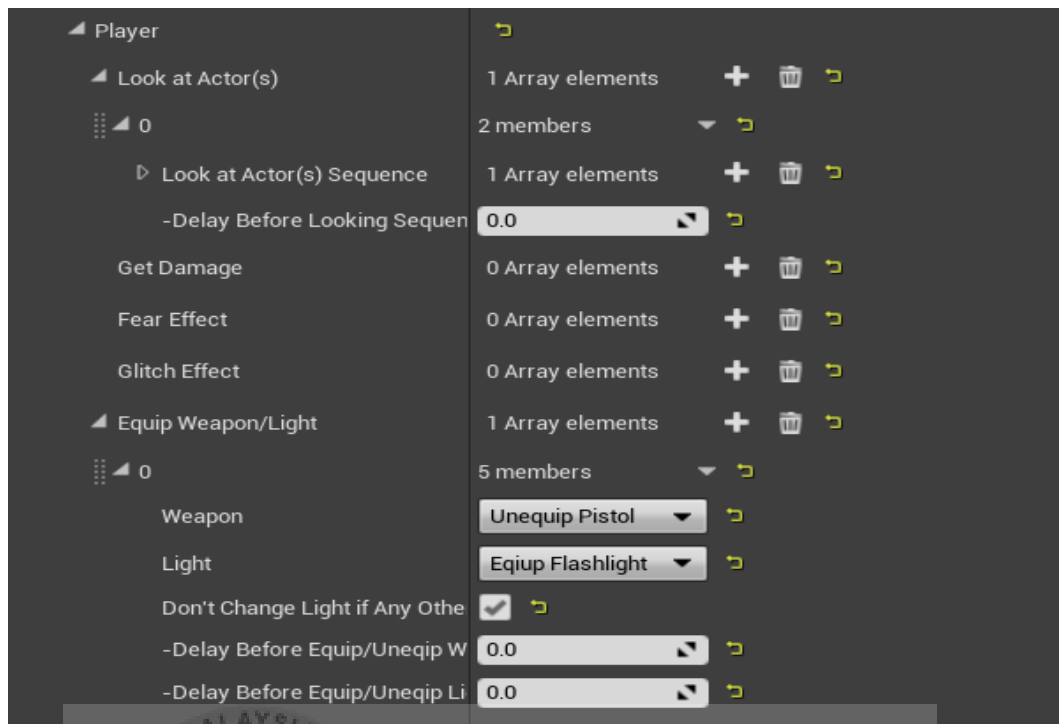 Player
Look at Actor(s) 1 Array elements
0 2 members
Look at Actor(s) Sequence 1 Array elements
-Delay Before Looking Sequen 0.0
Get Damage 0 Array elements
Fear Effect 0 Array elements
Glitch Effect 0 Array elements
Equip Weapon/Light 1 Array elements
0 5 members
Weapon Unequip Pistol
Light Eqiup Flashlight
Don't Change Light if Any Othe
-Delay Before Equip/Uneqip W 0.0
-Delay Before Equip/Uneqip Li 0.0